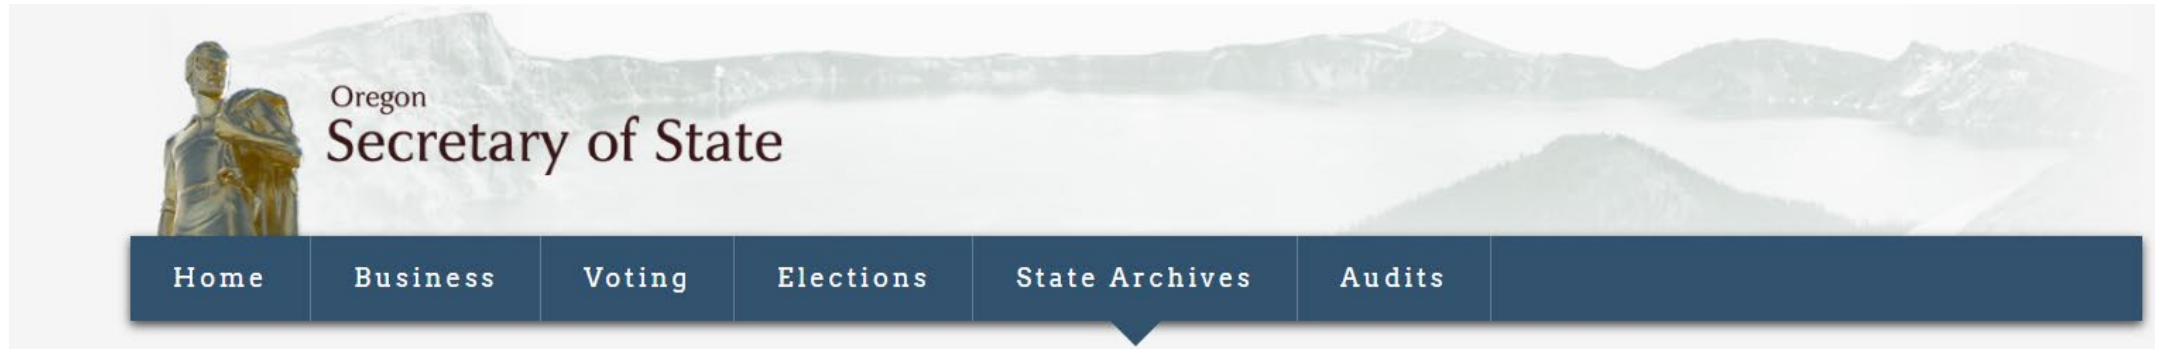 Oregon
Secretary of State
Home Business Voting Elections State Archives Audits